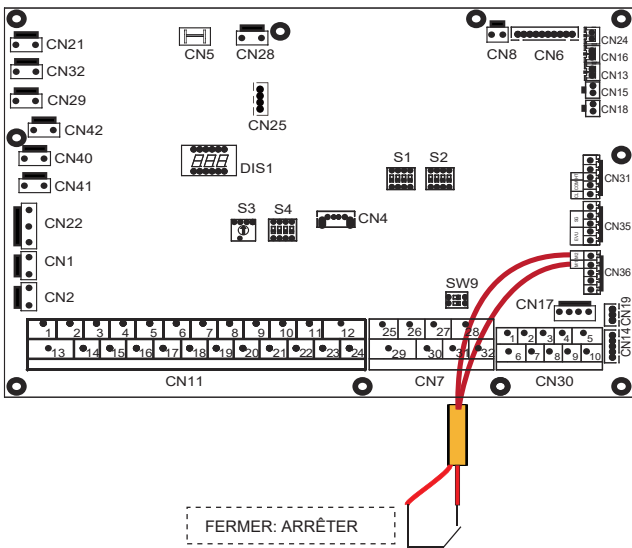 CN21
CN5
CN28
CN8
CN6
CN24
CN32
CN16
CN13
CN29
CN15
CN25
CN18
CN42
CN40
DIS1
S1
S2
CN41
CN31
S3
S4
CN4
CN22
SG
CN35
EVU
CN1
CN36
SW9
CN2
CN17
CN19
1 2 3 4 5 6 7 8 9 10 11 12
25 26 27 28
1 2 3 4 5
13 14 15 16 17 18 19 20 21 22 23 24
29 30 31 32
6 7 8 9 10
CN14
CN11
CN7
CN30
FERMER: ARRÊTER